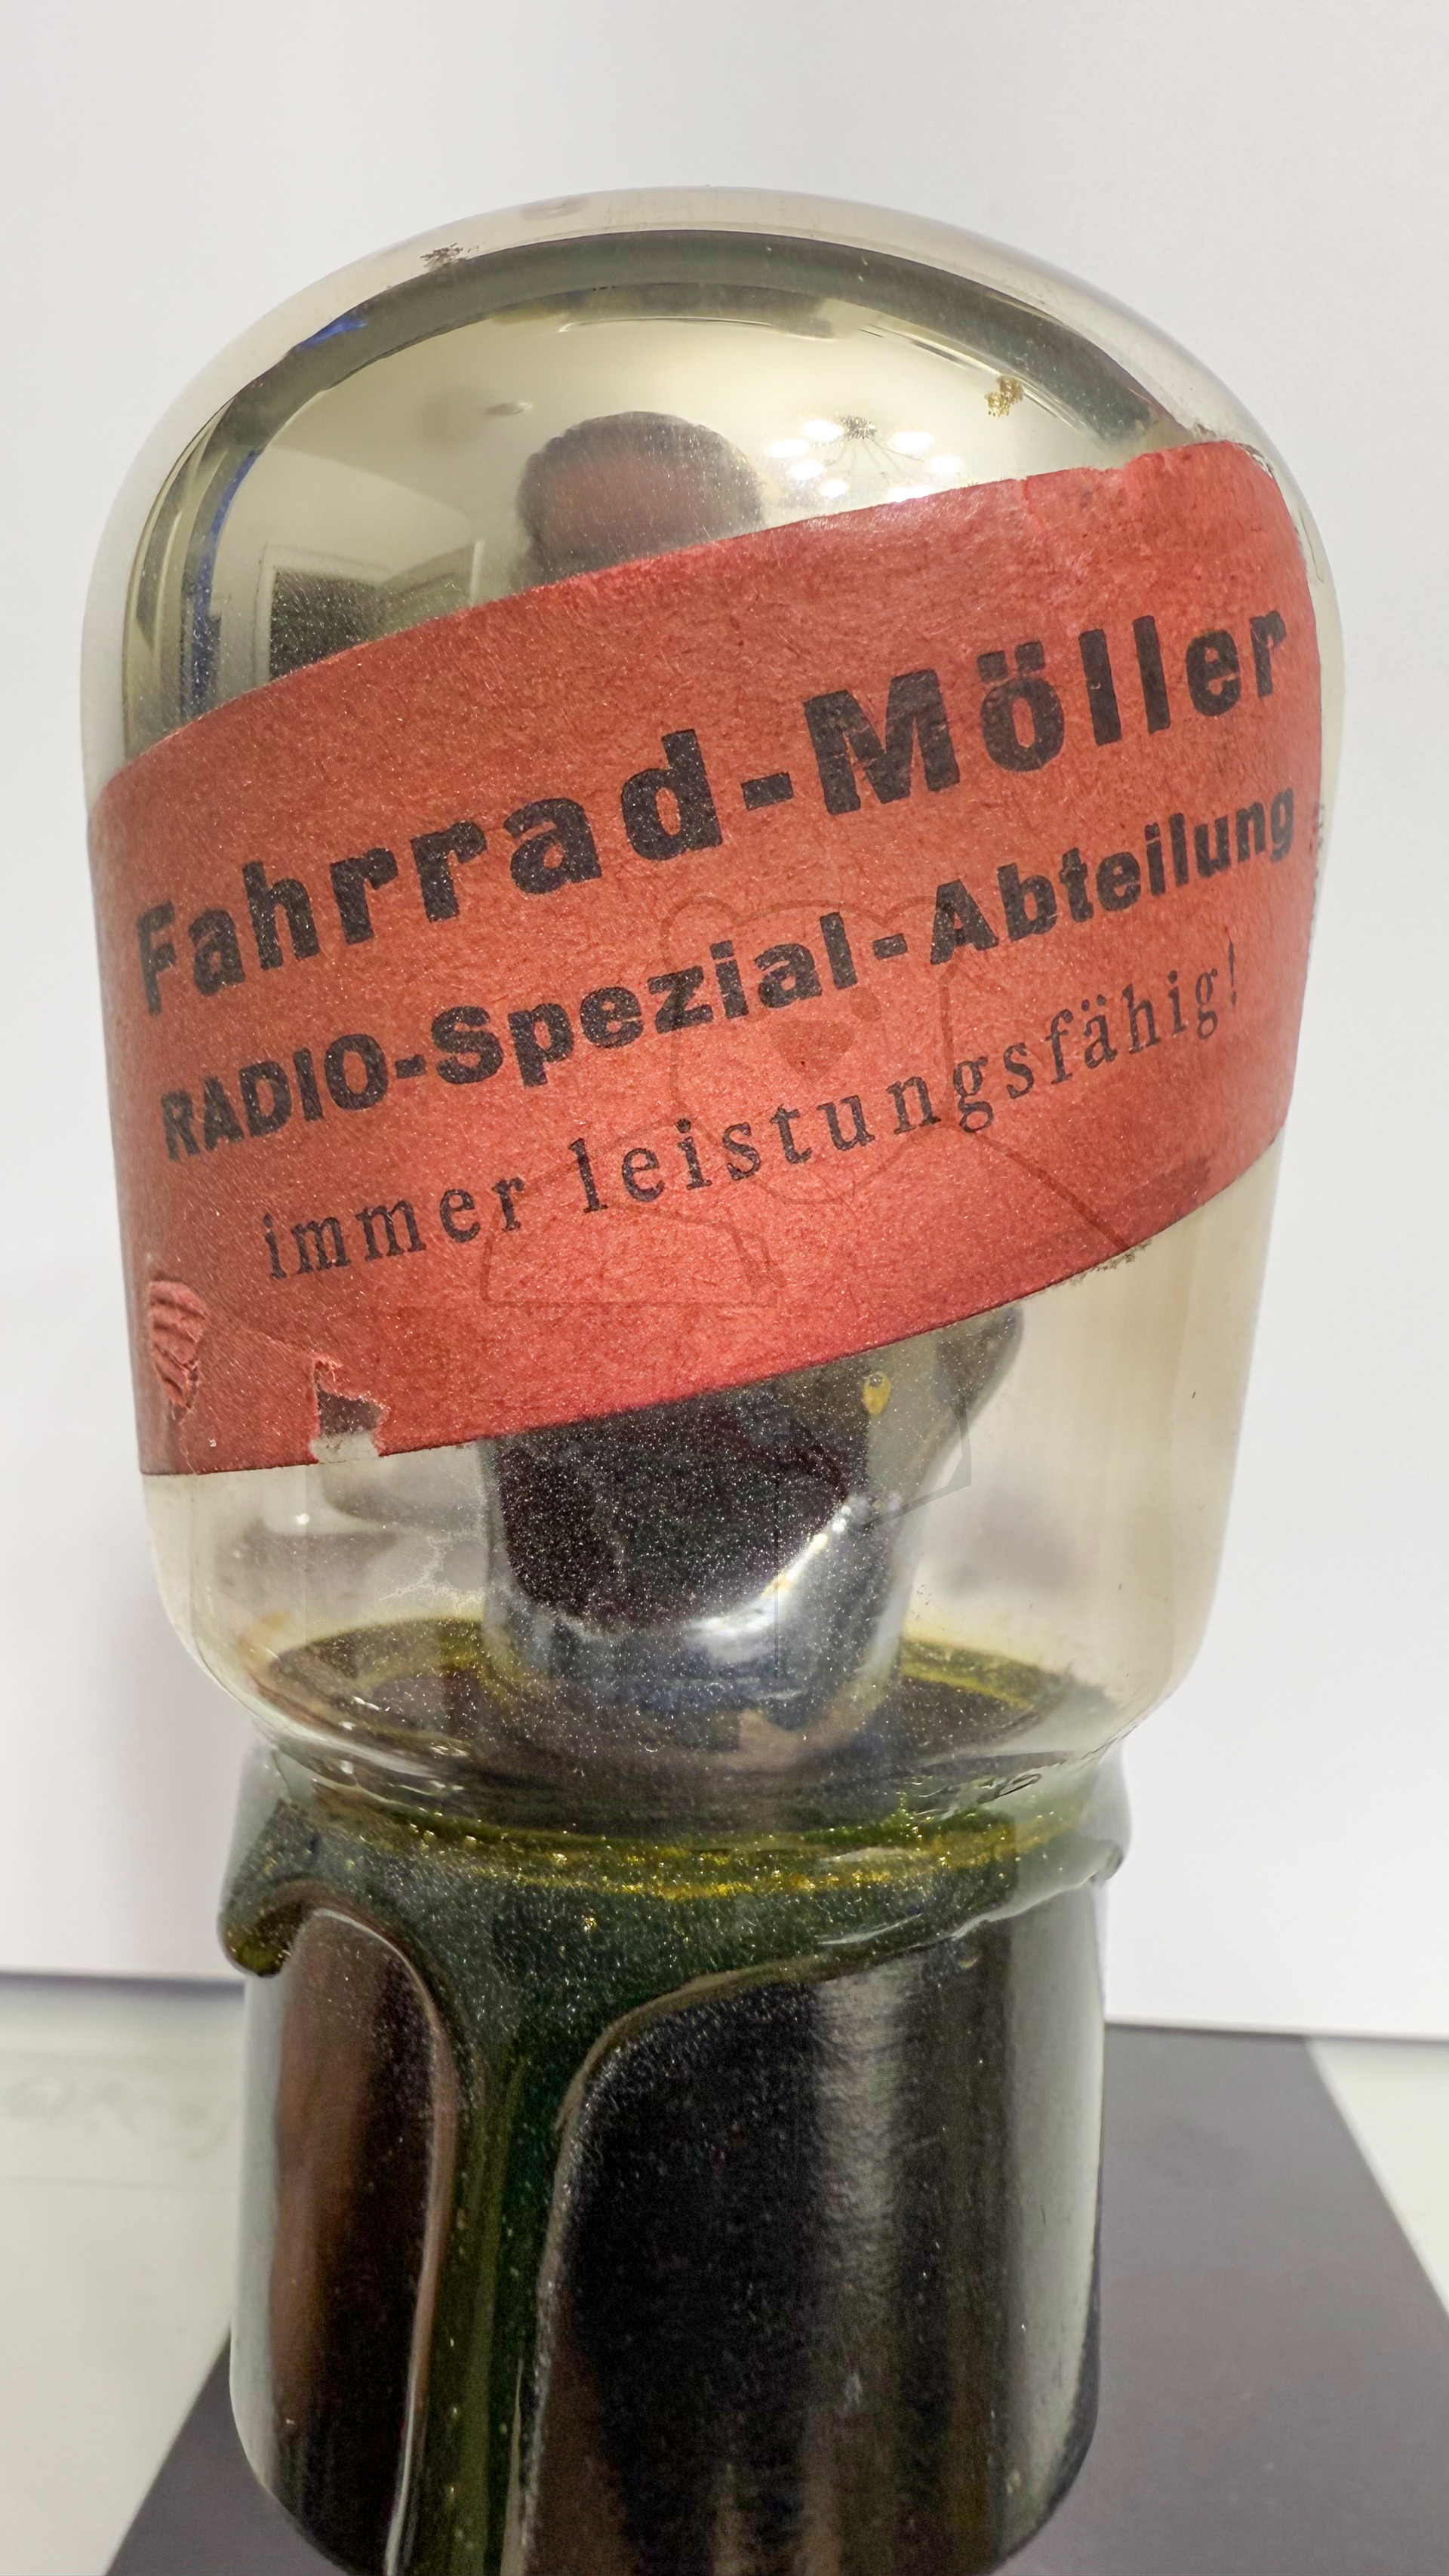 Fahrrad-Möller
RADIO-Spezial-Abteilung
immer leistungsfähig!